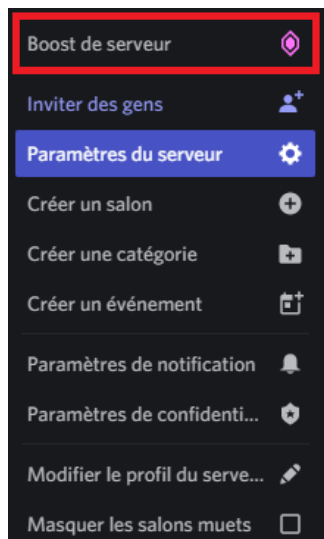 Boost de serveur
Inviter des gens
Paramètres du serveur
Créer un salon
Créer une catégorie
Créer un événement
Paramètres de notification
Paramètres de confidenti...
Modifier le profil du serve...
Masquer les salons muets